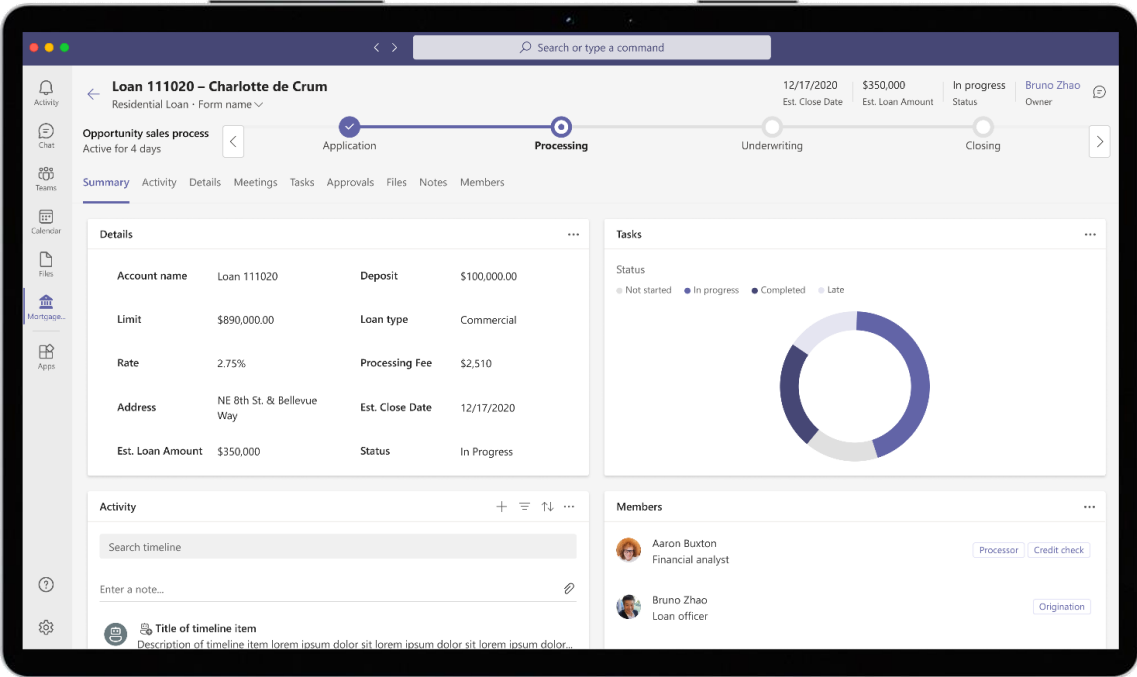 Search or type a command
Activity
Chat
Teams
Calendar
Files
Mortgage...
Apps
Loan 111020 – Charlotte de Crum
Residential Loan · Form name
12/17/2020
Est. Close Date
$350,000
Est. Loan Amount
In progress
Status
Bruno Zhao
Owner
Opportunity sales process
Active for 4 days
Application
Processing
Underwriting
Closing
Summary Activity Details Meetings Tasks Approvals Files Notes Members
Details
Account name Loan 111020 Deposit $100,000.00
Limit $890,000.00 Loan type Commercial
Rate 2.75% Processing Fee $2,510
Address NE 8th St. & Bellevue
Way
Est. Close Date 12/17/2020
Est. Loan Amount $350,000 Status In Progress
Tasks
Status
Not started In progress Completed Late
Activity
Search timeline
Enter a note...
Title of timeline item
Description of timeline item lorem ipsum dolor sit lorem ipsum dolor...
Members
Aaron Buxton
Financial analyst
Processor Credit check
Bruno Zhao
Loan officer
Origination